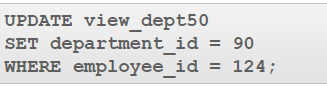 UPDATE view_dept50
SET department_id = 90
WHERE employee_id = 124;